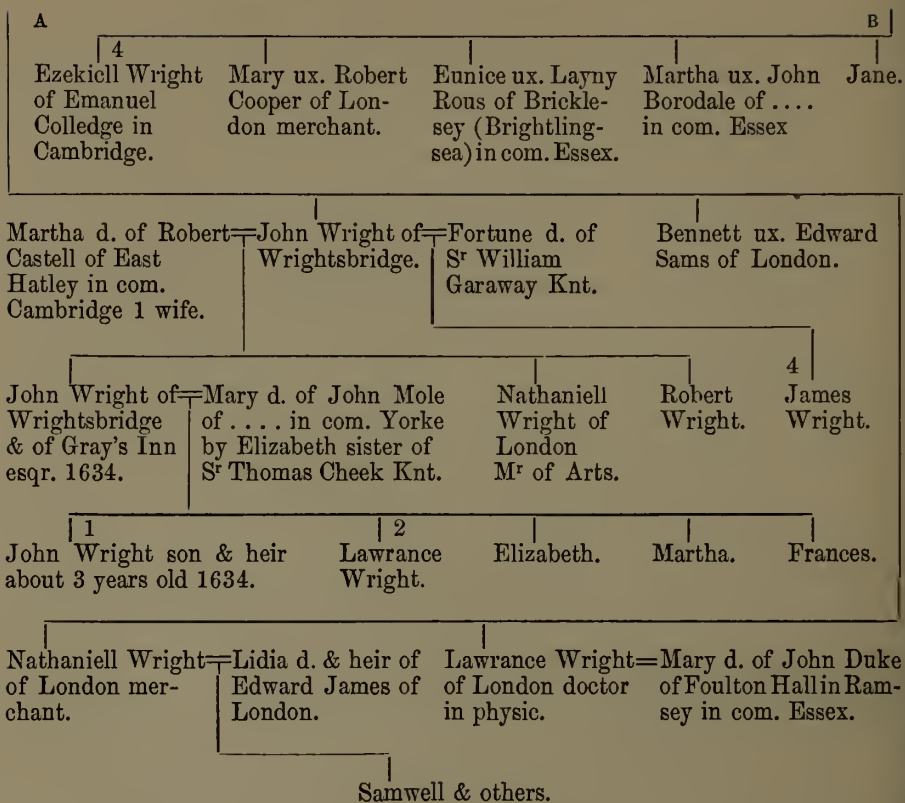 A B
4
Ezekiell Wright
of Emanuel
Colledge in
Cambridge.
Mary ux. Robert
Cooper of Lon-
don merchant.
Eunice ux. Layny
Rous of Brickle-
sey (Brightling-
sea) in com. Essex.
Martha ux. John
Borodale of ....
in com. Essex
Jane.
Martha d. of Robert
Castell of East
Hatley in com.
Cambridge 1 wife.
John Wright of
Wrightsbridge.
Fortune d. of
Sr William
Garaway Knt.
Bennett ux. Edward
Sams of London.
John Wright of
Wrightsbridge
& of Gray's Inn
esqr. 1634.
Mary d. of John Mole
of .... in com. Yorke
by Elizabeth sister of
Sr Thomas Cheek Knt.
Nathaniell
Wright of
London
Mr of Arts.
Robert
Wright.
4
James
Wright.
1
John Wright son & heir
about 3 years old 1634.
2
Lawrance
Wright.
Elizabeth.
Martha.
Frances.
Nathaniell Wright
of London mer-
chant.
Lidia d. & heir of
Edward James of
London.
Lawrance Wright
of London doctor
in physic.
Mary d. of John Duke
of Foulton Hall in Ram-
sey in com. Essex.
Samwell & others.